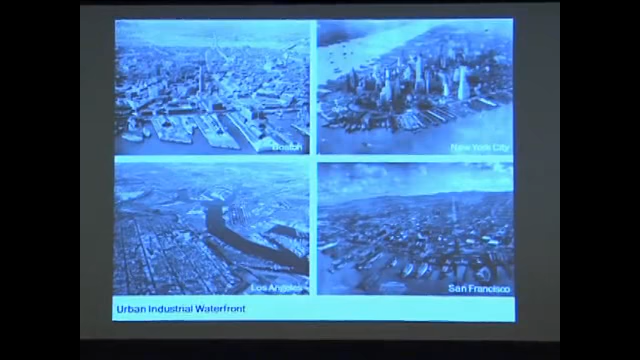 Boston
New York City
Los Angeles
San Francisco
Urban Industrial Waterfront